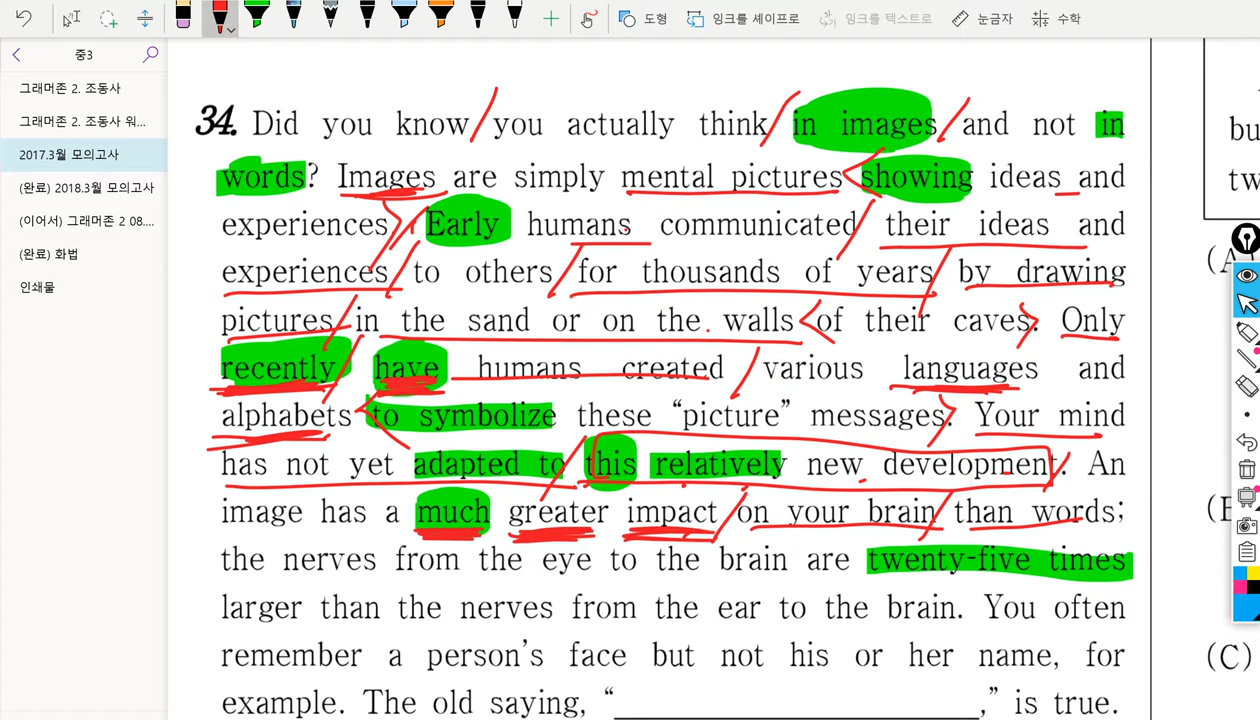 도형
잉크를 셰이프로
잉크를 텍스트로
눈금자
수학
중3
그래머존 2. 조동사
그래머존 2. 조동사 워...
2017.3월 모의고사
(완료) 2018.3월 모의고사
(이어서) 그래머존 2 08....
(완료) 화법
인쇄물
34. Did you know you actually think in images and not in
words? Images are simply mental pictures showing ideas and
experiences. Early humans communicated their ideas and
experiences to others for thousands of years by drawing
pictures in the sand or on the walls of their caves. Only
recently have humans created various languages and
alphabets to symbolize these “picture” messages. Your mind
has not yet adapted to this relatively new development. An
image has a much greater impact on your brain than words;
the nerves from the eye to the brain are twenty-five times
larger than the nerves from the ear to the brain. You often
remember a person’s face but not his or her name, for
example. The old saying, “____________________,” is true.
bu
tw
(A
(B
(C)